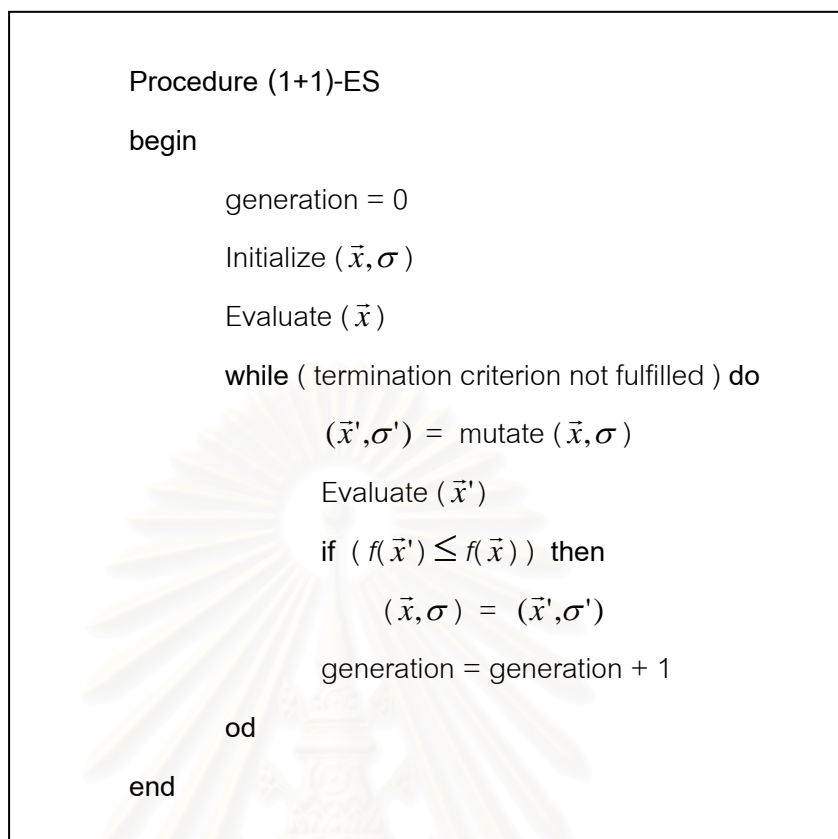 Procedure (1+1)-ES
begin
generation = 0
Initialize ( x⃗, σ )
Evaluate ( x⃗ )
while ( termination criterion not fulfilled ) do
(x⃗',σ') = mutate ( x⃗, σ )
Evaluate ( x⃗')
if ( f(x⃗') ≤ f(x⃗) ) then
( x⃗, σ ) = (x⃗',σ')
generation = generation + 1
od
end